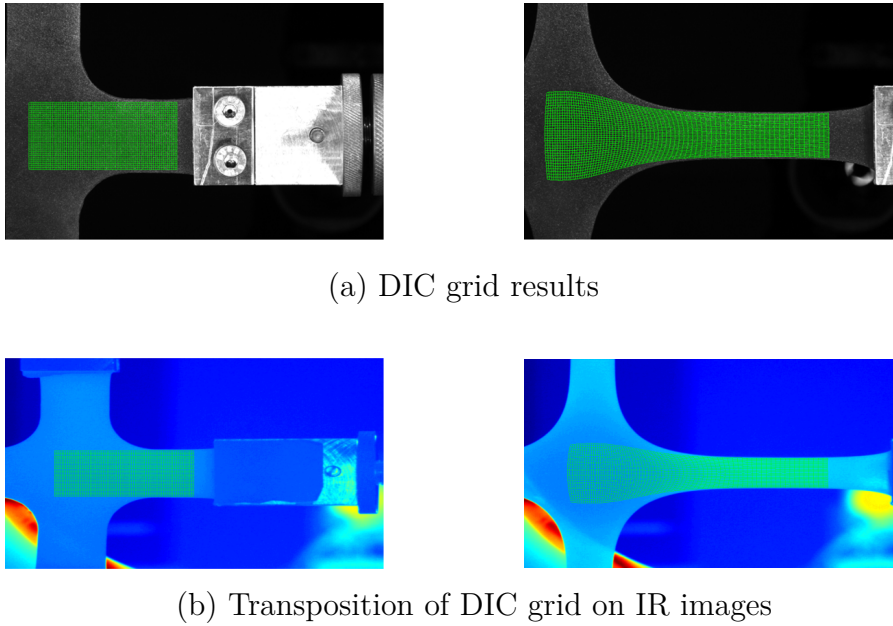 (a) DIC grid results
(b) Transposition of DIC grid on IR images